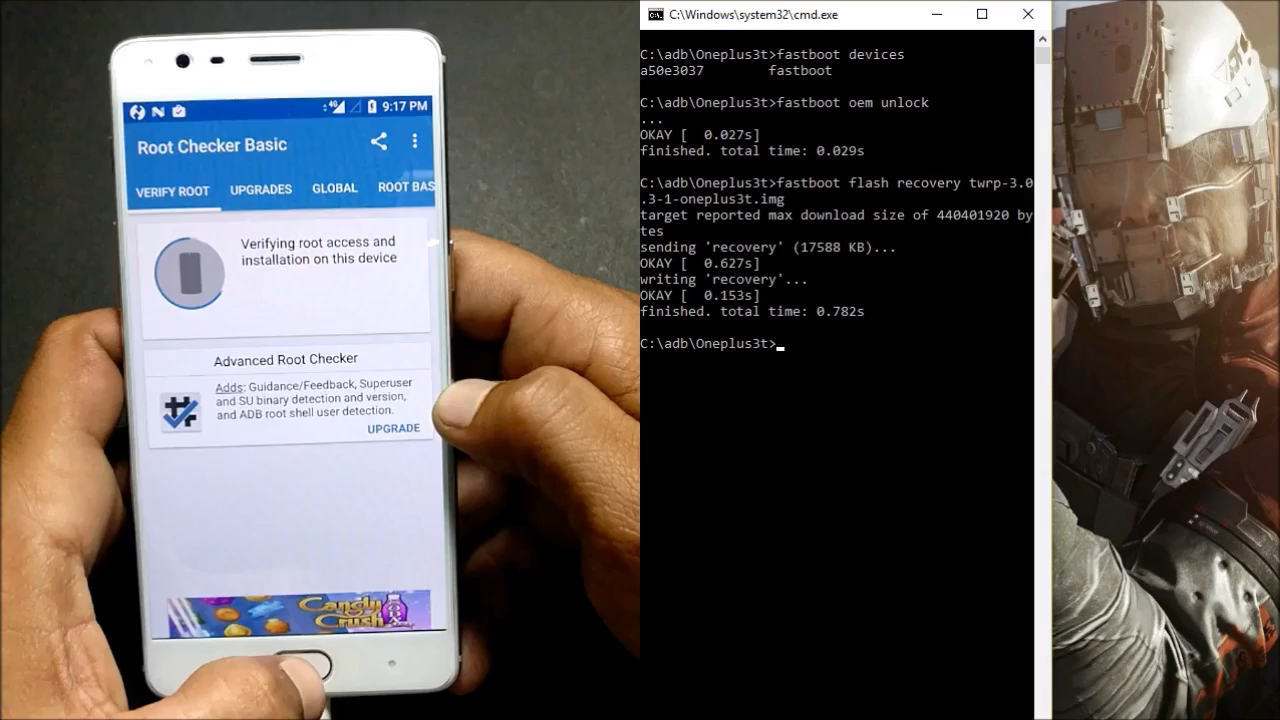 9:17 PM
Root Checker Basic
VERIFY ROOT UPGRADES GLOBAL ROOT BAS
Verifying root access and
installation on this device
Advanced Root Checker
Adds: Guidance/Feedback, Superuser
and SU binary detection and version,
and ADB root shell user detection.
UPGRADE
Candy
Crush
C:\Windows\system32\cmd.exe
C:\adb\Oneplus3t>fastboot devices
a50e3037 fastboot
C:\adb\Oneplus3t>fastboot oem unlock
...
OKAY [ 0.027s]
finished. total time: 0.029s
C:\adb\Oneplus3t>fastboot flash recovery twrp-3.0
.3-1-oneplus3t.img
target reported max download size of 440401920 by
tes
sending 'recovery' (17588 KB)...
OKAY [ 0.627s]
writing 'recovery'...
OKAY [ 0.153s]
finished. total time: 0.782s
C:\adb\Oneplus3t>